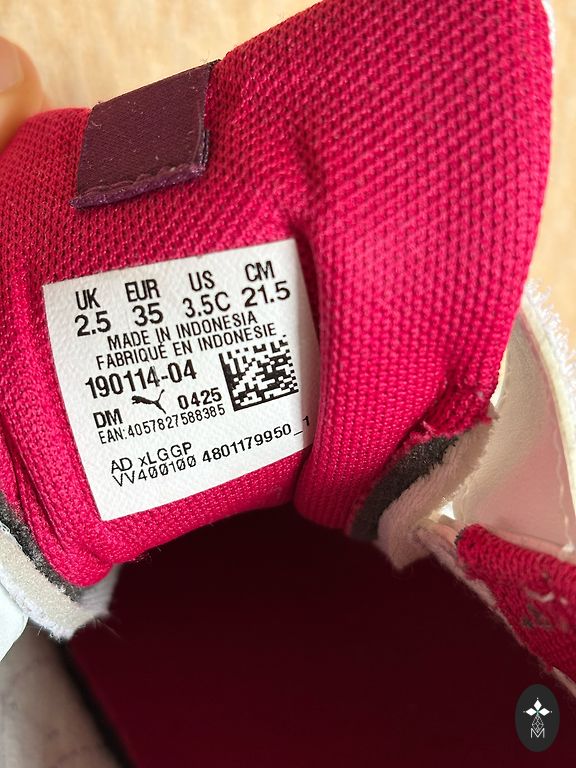 UK EUR US CM
2.5 35 3.5C 21.5
MADE IN INDONESIA
FABRIQUÉ EN INDONESIE
190114-04
DM 0425
EAN:4057827588385
AD xLGGP
VV400100 4801179950_1
M